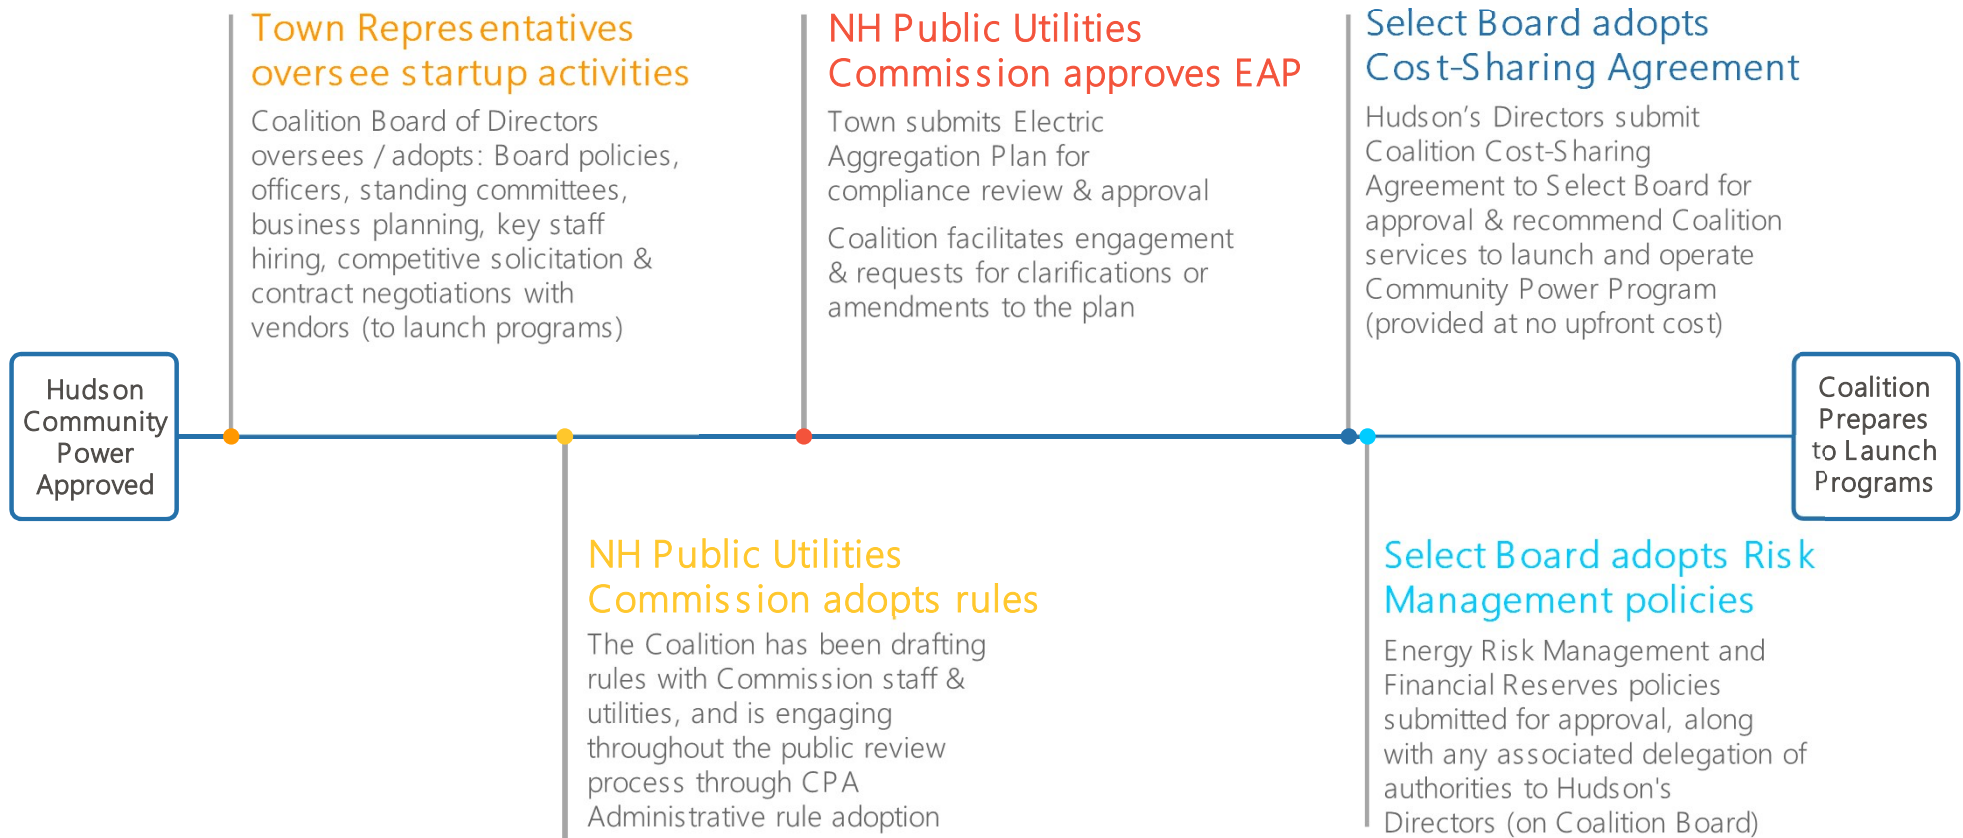 Hudson
Community
Power
Approved
Town Representatives
oversee startup activities
Coalition Board of Directors
oversees / adopts: Board policies,
officers, standing committees,
business planning, key staff
hiring, competitive solicitation &
contract negotiations with
vendors (to launch programs)
NH Public Utilities
Commission adopts rules
The Coalition has been drafting
rules with Commission staff &
utilities, and is engaging
throughout the public review
process through CPA
Administrative rule adoption
NH Public Utilities
Commission approves EAP
Town submits Electric
Aggregation Plan for
compliance review & approval
Coalition facilitates engagement
& requests for clarifications or
amendments to the plan
Select Board adopts
Cost-Sharing Agreement
Hudson’s Directors submit
Coalition Cost-Sharing
Agreement to Select Board for
approval & recommend Coalition
services to launch and operate
Community Power Program
(provided at no upfront cost)
Select Board adopts Risk
Management policies
Energy Risk Management and
Financial Reserves policies
submitted for approval, along
with any associated delegation of
authorities to Hudson's
Directors (on Coalition Board)
Coalition
Prepares
to Launch
Programs